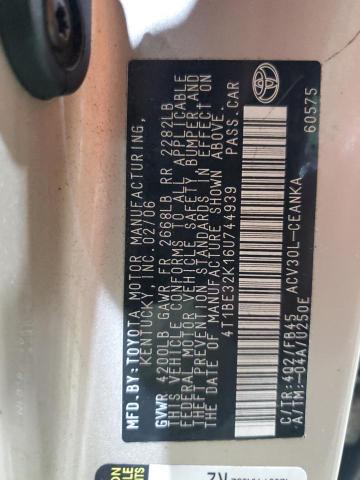 MFD.BY:TOYOTA MOTOR MANUFACTURING,
KENTUCKY, INC. 02/06
GVWR 4200LB GAWR FR 2668LB RR 2282LB
THIS VEHICLE CONFORMS TO ALL APPLICABLE
FEDERAL MOTOR VEHICLE SAFETY, BUMPER, AND
THEFT PREVENTION STANDARDS IN EFFECT ON
THE DATE OF MANUFACTURE SHOWN ABOVE.
4T1BE32K16U744939 PASS.CAR
C/TR:4Q2/FB45 ACV30L-CEANKA
A/TM:-04A/U250E 60575